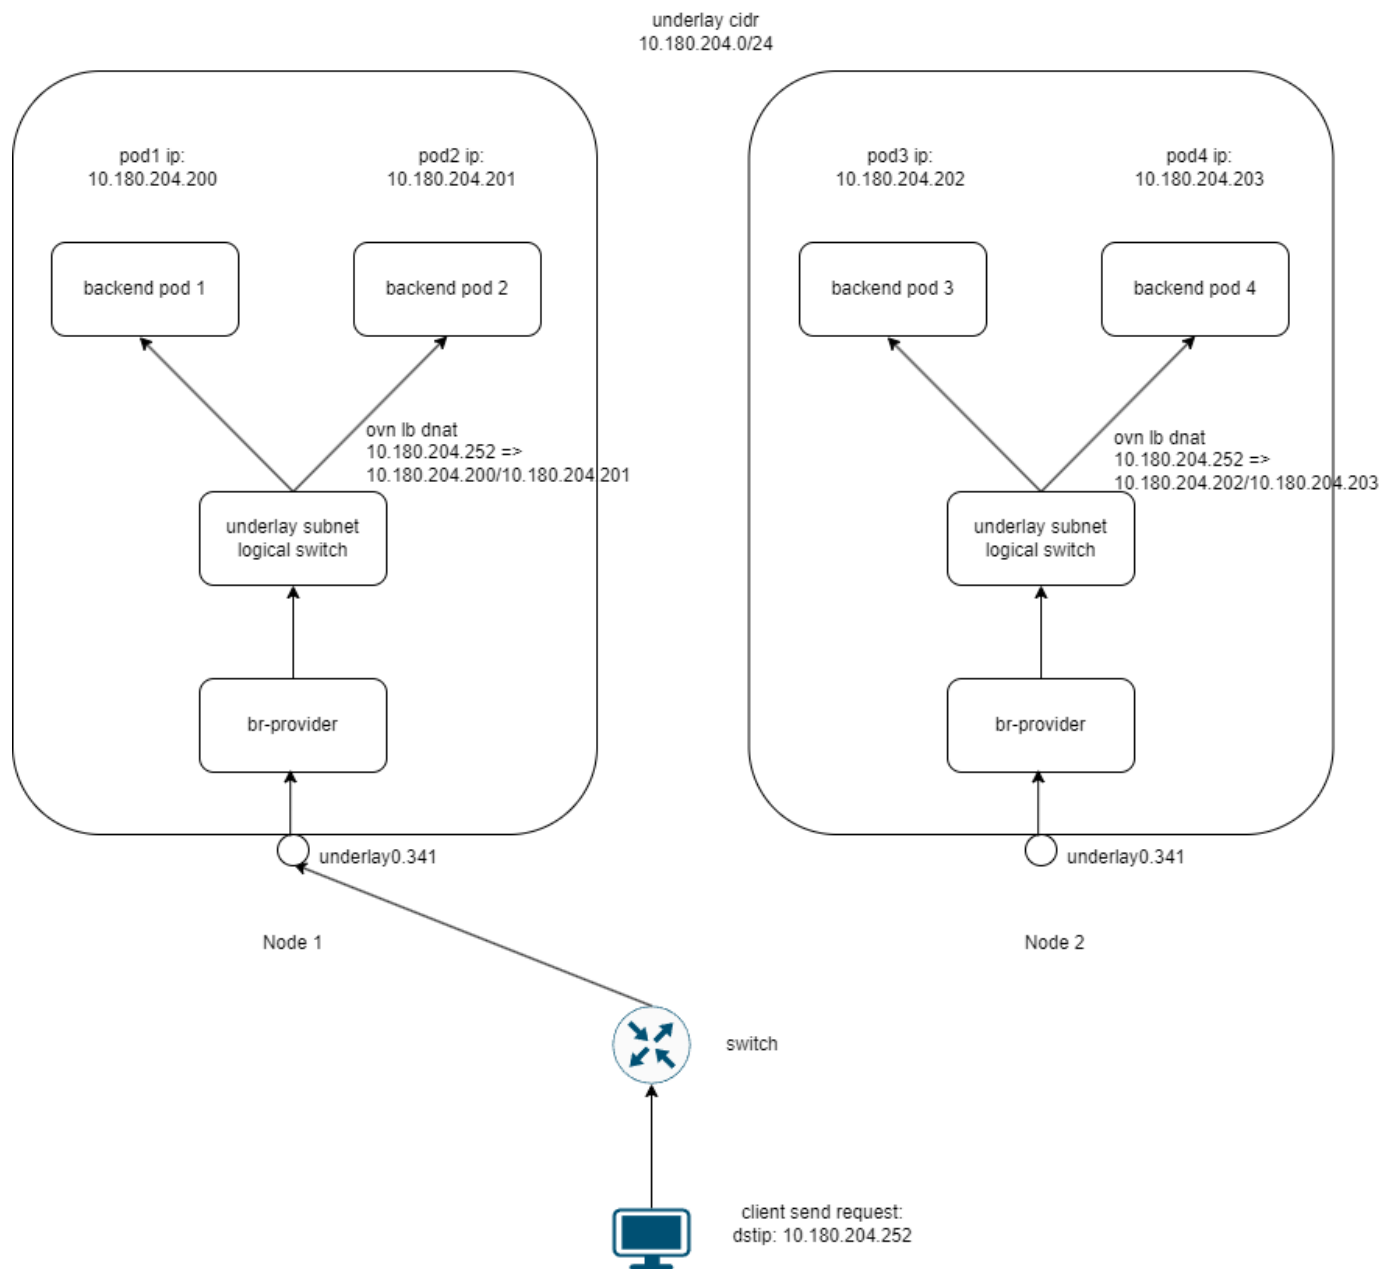 underlay cidr
10.180.204.0/24
pod1 ip:
10.180.204.200
pod2 ip:
10.180.204.201
pod3 ip:
10.180.204.202
pod4 ip:
10.180.204.203
backend pod 1
backend pod 2
backend pod 3
backend pod 4
ovn lb dnat
10.180.204.252 =>
10.180.204.200/10.180.204.201
ovn lb dnat
10.180.204.252 =>
10.180.204.202/10.180.204.203
underlay subnet
logical switch
underlay subnet
logical switch
br-provider
br-provider
underlay0.341
underlay0.341
Node 1
Node 2
switch
client send request:
dstip: 10.180.204.252